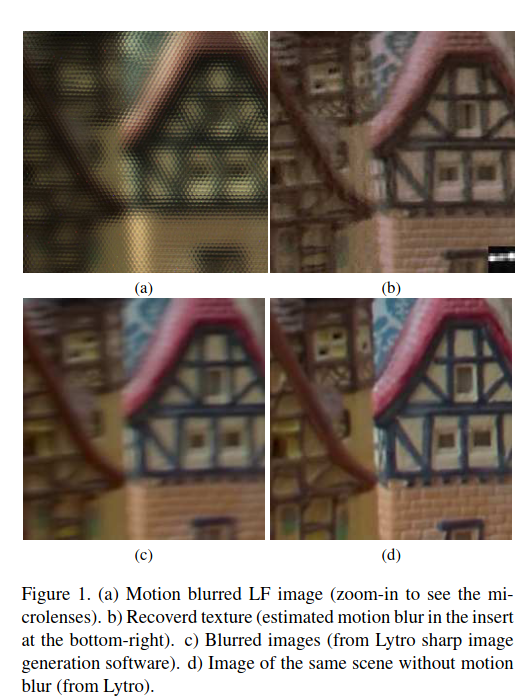 (a)
(b)
(c)
(d)
Figure 1. (a) Motion blurred LF image (zoom-in to see the mi-
crolenses). b) Recoverd texture (estimated motion blur in the insert
at the bottom-right). c) Blurred images (from Lytro sharp image
generation software). d) Image of the same scene without motion
blur (from Lytro).